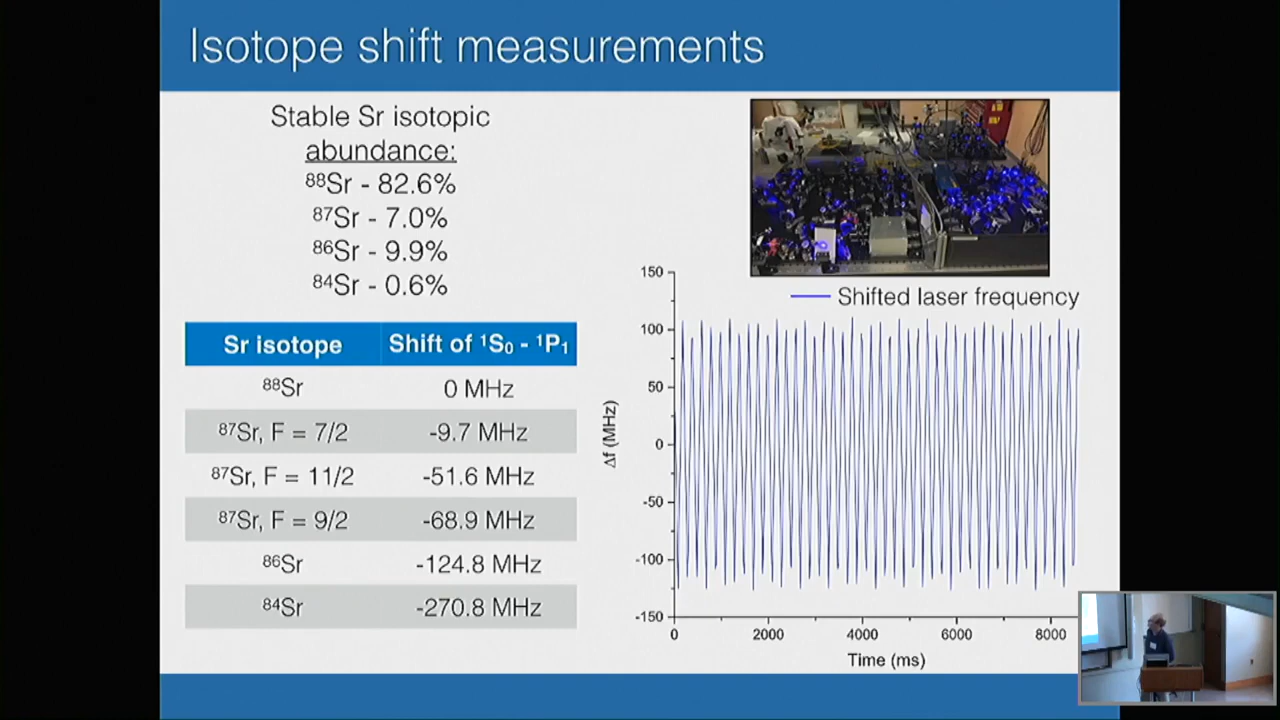 Isotope shift measurements
Stable Sr isotopic
abundance:
⁸⁸Sr - 82.6%
⁸⁷Sr - 7.0%
⁸⁶Sr - 9.9%
⁸⁴Sr - 0.6%
Sr isotope Shift of ¹S₀ - ¹P₁
⁸⁸Sr 0 MHz
⁸⁷Sr, F = 7/2 -9.7 MHz
⁸⁷Sr, F = 11/2 -51.6 MHz
⁸⁷Sr, F = 9/2 -68.9 MHz
⁸⁶Sr -124.8 MHz
⁸⁴Sr -270.8 MHz
Shifted laser frequency
150
100
50
0
-50
-100
-150
Δf (MHz)
0 2000 4000 6000 8000
Time (ms)